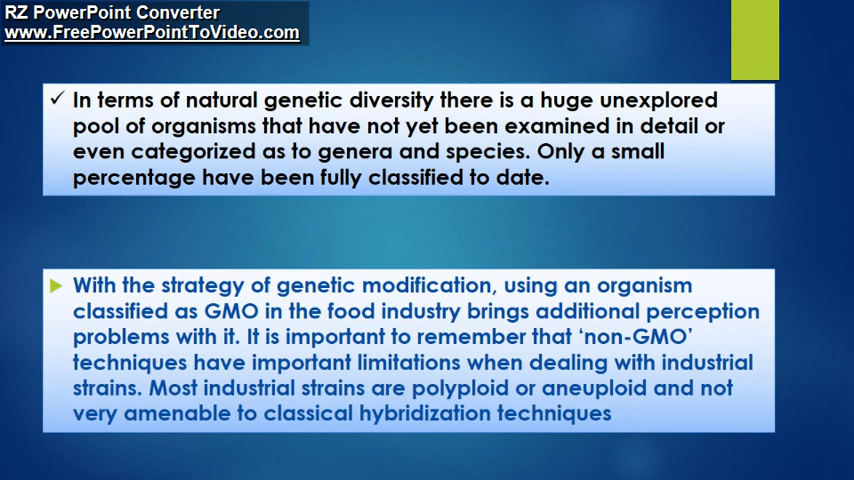 RZ PowerPoint Converter
www.FreePowerPointToVideo.com
✓ In terms of natural genetic diversity there is a huge unexplored
pool of organisms that have not yet been examined in detail or
even categorized as to genera and species. Only a small
percentage have been fully classified to date.
With the strategy of genetic modification, using an organism
classified as GMO in the food industry brings additional perception
problems with it. It is important to remember that ‘non-GMO’
techniques have important limitations when dealing with industrial
strains. Most industrial strains are polyploid or aneuploid and not
very amenable to classical hybridization techniques